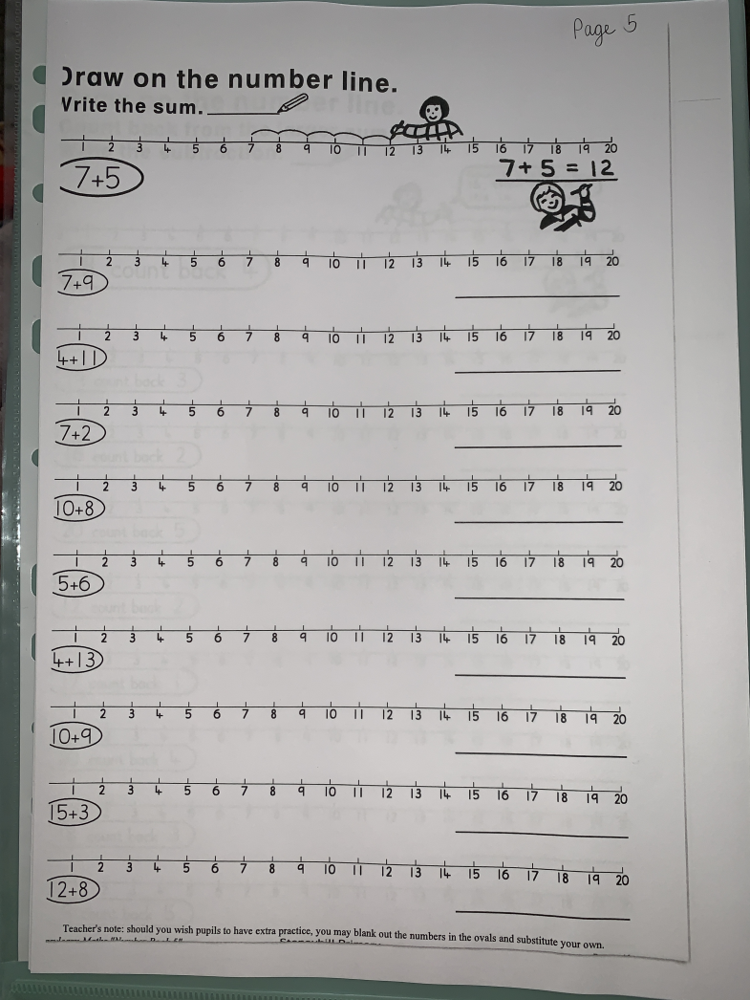 Page 5
Draw on the number line.
Write the sum.
1 2 3 4 5 6 7 8 9 10 11 12 13 14 15 16 17 18 19 20
7+5
7+5=12
1 2 3 4 5 6 7 8 9 10 11 12 13 14 15 16 17 18 19 20
7+9
1 2 3 4 5 6 7 8 9 10 11 12 13 14 15 16 17 18 19 20
4+11
1 2 3 4 5 6 7 8 9 10 11 12 13 14 15 16 17 18 19 20
7+2
1 2 3 4 5 6 7 8 9 10 11 12 13 14 15 16 17 18 19 20
10+8
1 2 3 4 5 6 7 8 9 10 11 12 13 14 15 16 17 18 19 20
5+6
1 2 3 4 5 6 7 8 9 10 11 12 13 14 15 16 17 18 19 20
4+13
1 2 3 4 5 6 7 8 9 10 11 12 13 14 15 16 17 18 19 20
10+9
1 2 3 4 5 6 7 8 9 10 11 12 13 14 15 16 17 18 19 20
15+3
1 2 3 4 5 6 7 8 9 10 11 12 13 14 15 16 17 18 19 20
12+8
Teacher's note: should you wish pupils to have extra practice, you may blank out the numbers in the ovals and substitute your own.